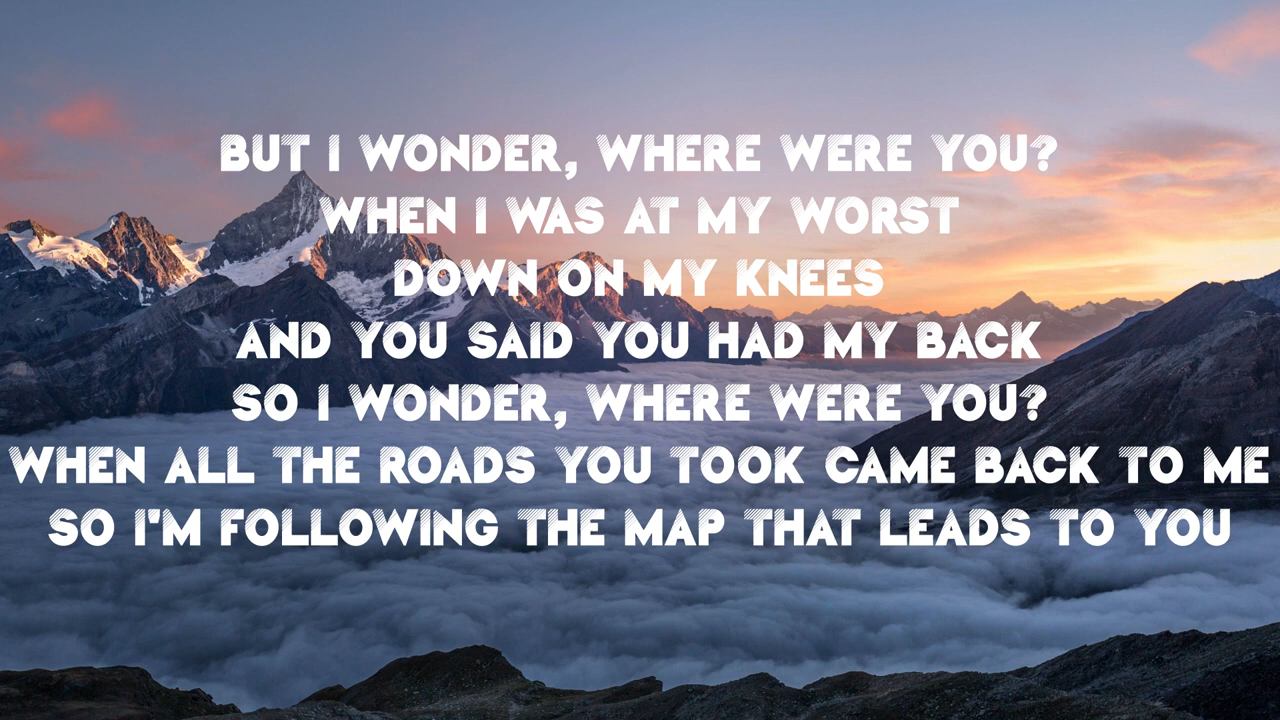 BUT I WONDER, WHERE WERE YOU?
WHEN I WAS AT MY WORST
DOWN ON MY KNEES
AND YOU SAID YOU HAD MY BACK
SO I WONDER, WHERE WERE YOU?
WHEN ALL THE ROADS YOU TOOK CAME BACK TO ME
SO I'M FOLLOWING THE MAP THAT LEADS TO YOU